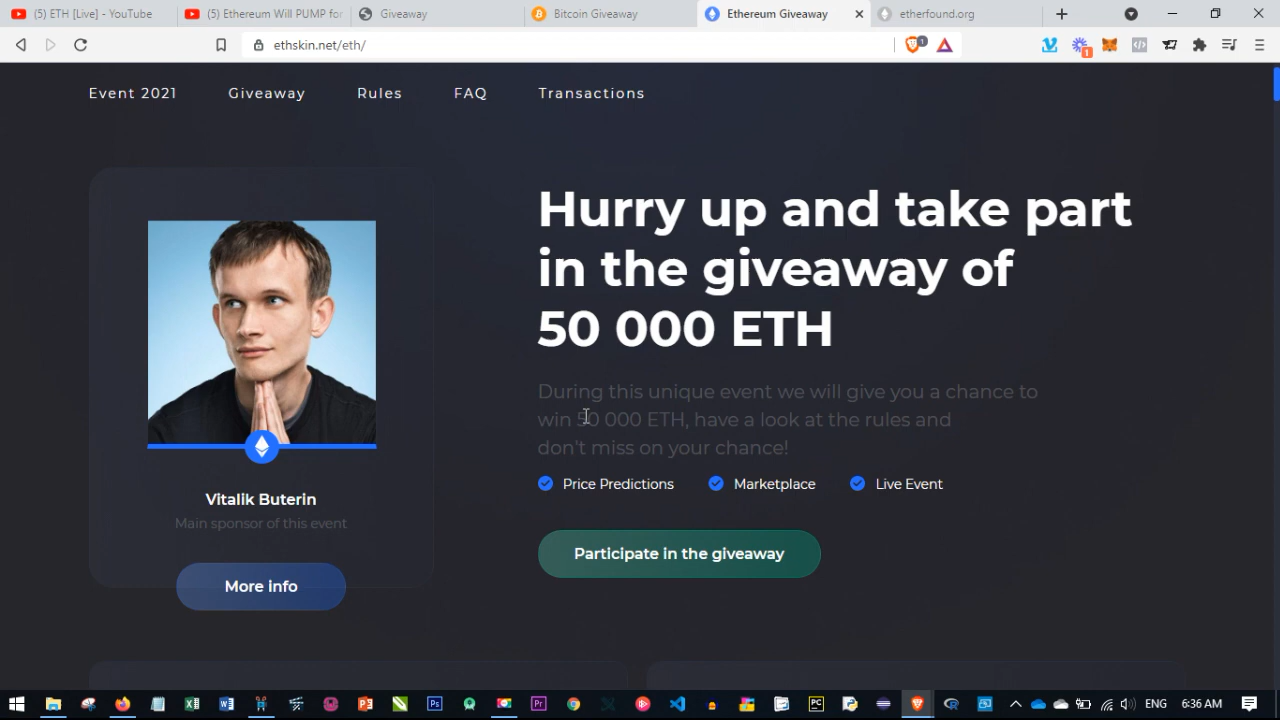 (5) ETH [Live] - YouTube
(5) Ethereum Will PUMP for
Giveaway
Bitcoin Giveaway
Ethereum Giveaway
etherfound.org
ethskin.net/eth/
1
1
Event 2021
Giveaway
Rules
FAQ
Transactions
Hurry up and take part
in the giveaway of
50 000 ETH
During this unique event we will give you a chance to
win 50 000 ETH, have a look at the rules and
don't miss on your chance!
Price Predictions
Marketplace
Live Event
Participate in the giveaway
Vitalik Buterin
Main sponsor of this event
More info
ENG
6:36 AM